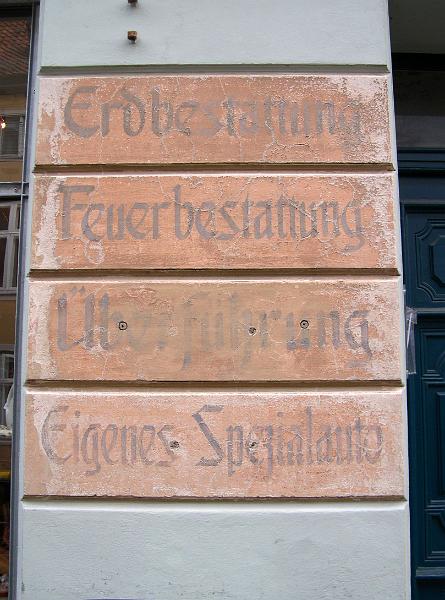 Erdbestattung
Feuerbestattung
Überführung
Eigenes Spezialauto